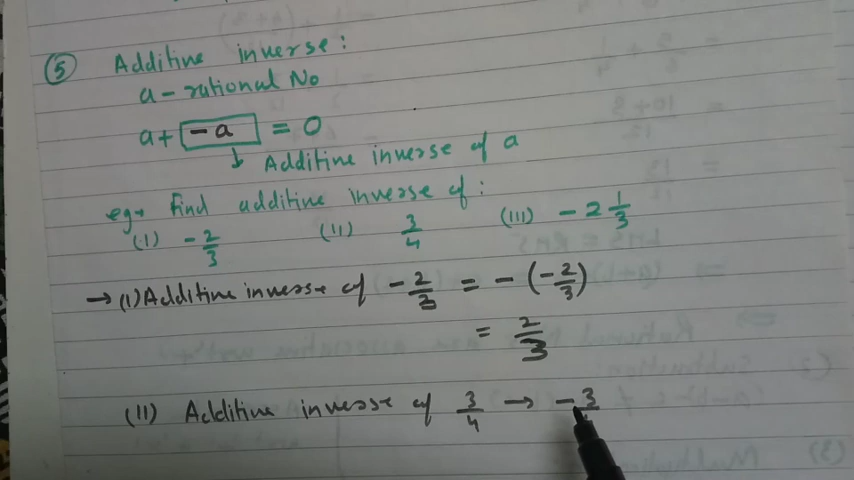 ⑤ Additive inverse:
a - rational No
a + -a = 0
↳ Additive inverse of a
eg→ Find additive inverse of:
(I) -2/3 (II) 3/4 (III) -2 1/3
→ (I) Additive inverse of -2/3 = -(-2/3)
= 2/3
(II) Additive inverse of 3/4 → -3/4